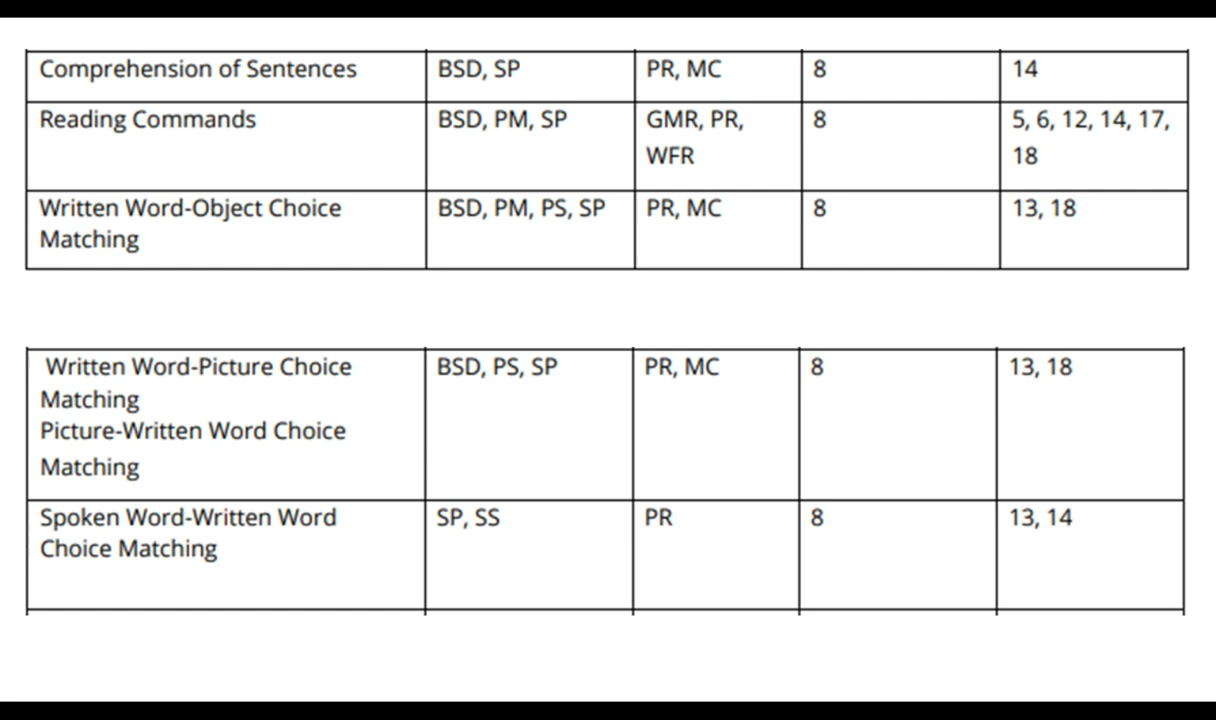 Comprehension of Sentences BSD, SP PR, MC 8 14
Reading Commands BSD, PM, SP GMR, PR, 8 5, 6, 12, 14, 17,
WFR 18
Written Word-Object Choice BSD, PM, PS, SP PR, MC 8 13, 18
Matching
Written Word-Picture Choice BSD, PS, SP PR, MC 8 13, 18
Matching
Picture-Written Word Choice
Matching
Spoken Word-Written Word SP, SS PR 8 13, 14
Choice Matching